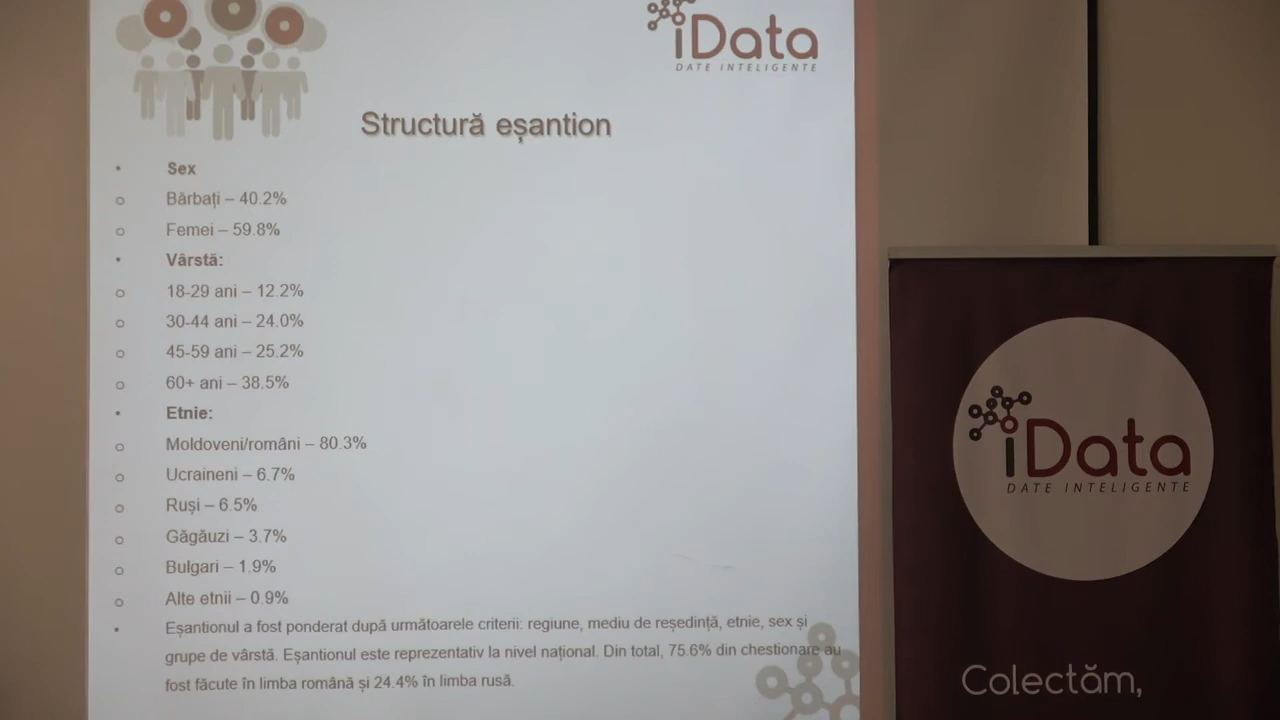 iData
DATE INTELIGENTE
Structură eșantion
• Sex
o Bărbați – 40.2%
o Femei – 59.8%
• Vârstă:
o 18-29 ani – 12.2%
o 30-44 ani – 24.0%
o 45-59 ani – 25.2%
o 60+ ani – 38.5%
• Etnie:
o Moldoveni/români – 80.3%
o Ucraineni – 6.7%
o Ruși – 6.5%
o Găgăuzi – 3.7%
o Bulgari – 1.9%
o Alte etnii – 0.9%
• Eșantionul a fost ponderat după următoarele criterii: regiune, mediu de reședință, etnie, sex și
grupe de vârstă. Eșantionul este reprezentativ la nivel național. Din total, 75.6% din chestionare au
fost făcute în limba română și 24.4% în limba rusă.
iData
DATE INTELIGENTE
Colectăm,